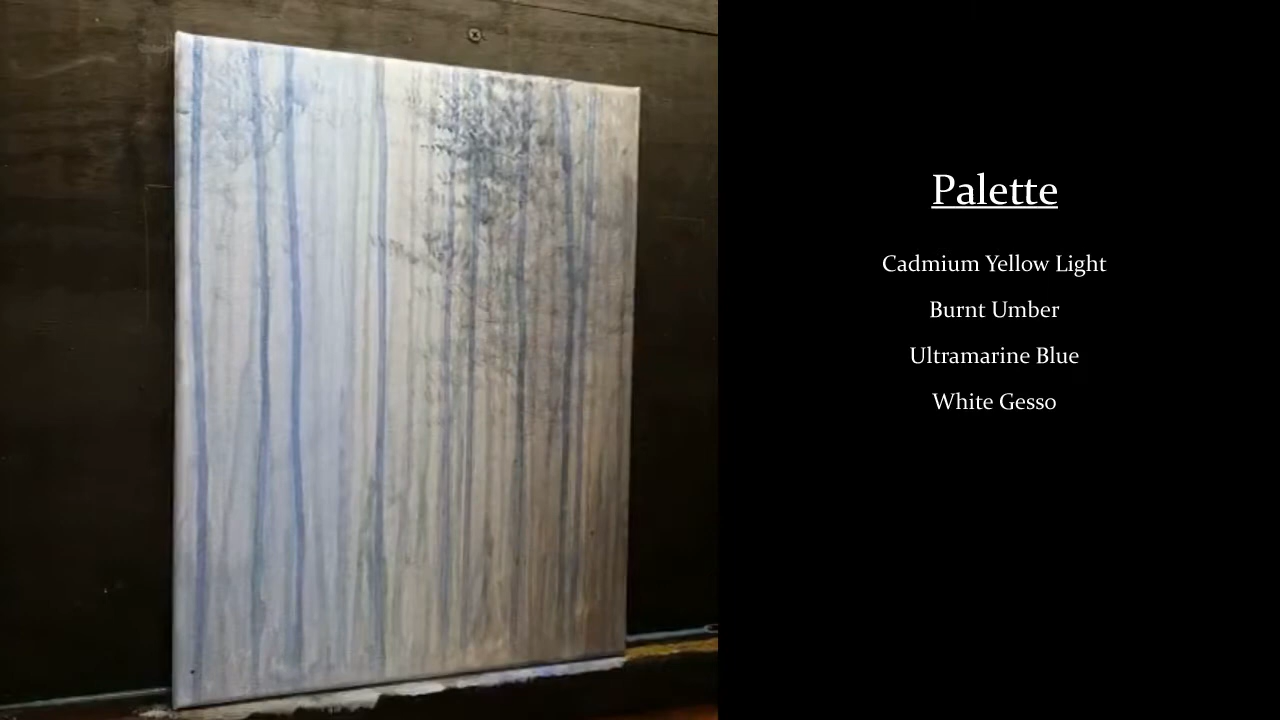 Palette
Cadmium Yellow Light
Burnt Umber
Ultramarine Blue
White Gesso